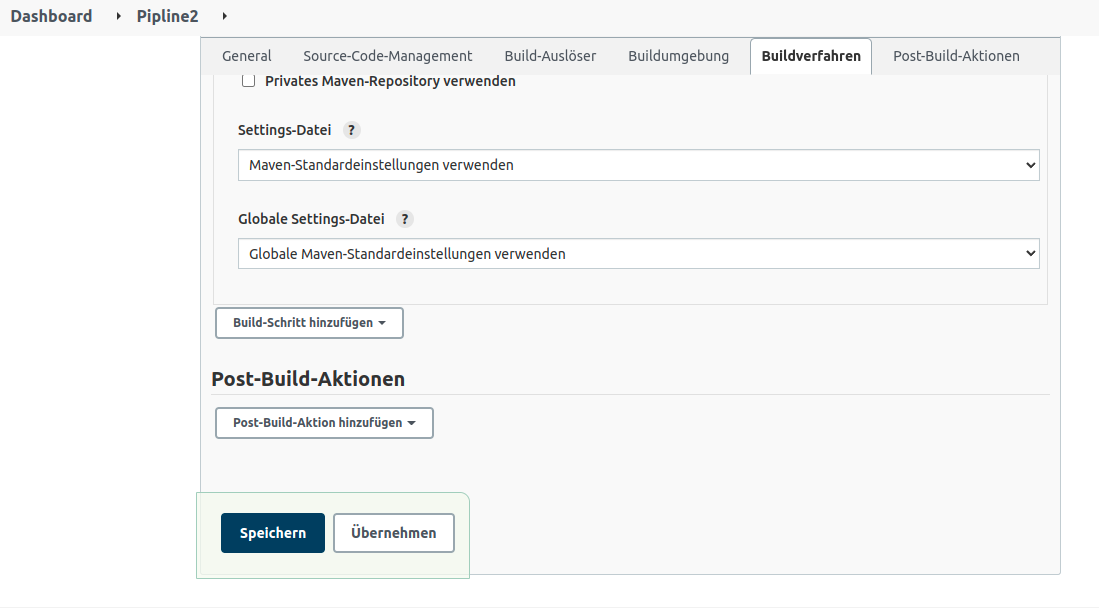 Dashboard Pipline2
General Source-Code-Management Build-Auslöser Buildumgebung Buildverfahren Post-Build-Aktionen
Privates Maven-Repository verwenden
Settings-Datei ?
Maven-Standardeinstellungen verwenden
Globale Settings-Datei ?
Globale Maven-Standardeinstellungen verwenden
Build-Schritt hinzufügen
Post-Build-Aktionen
Post-Build-Aktion hinzufügen
Speichern Übernehmen